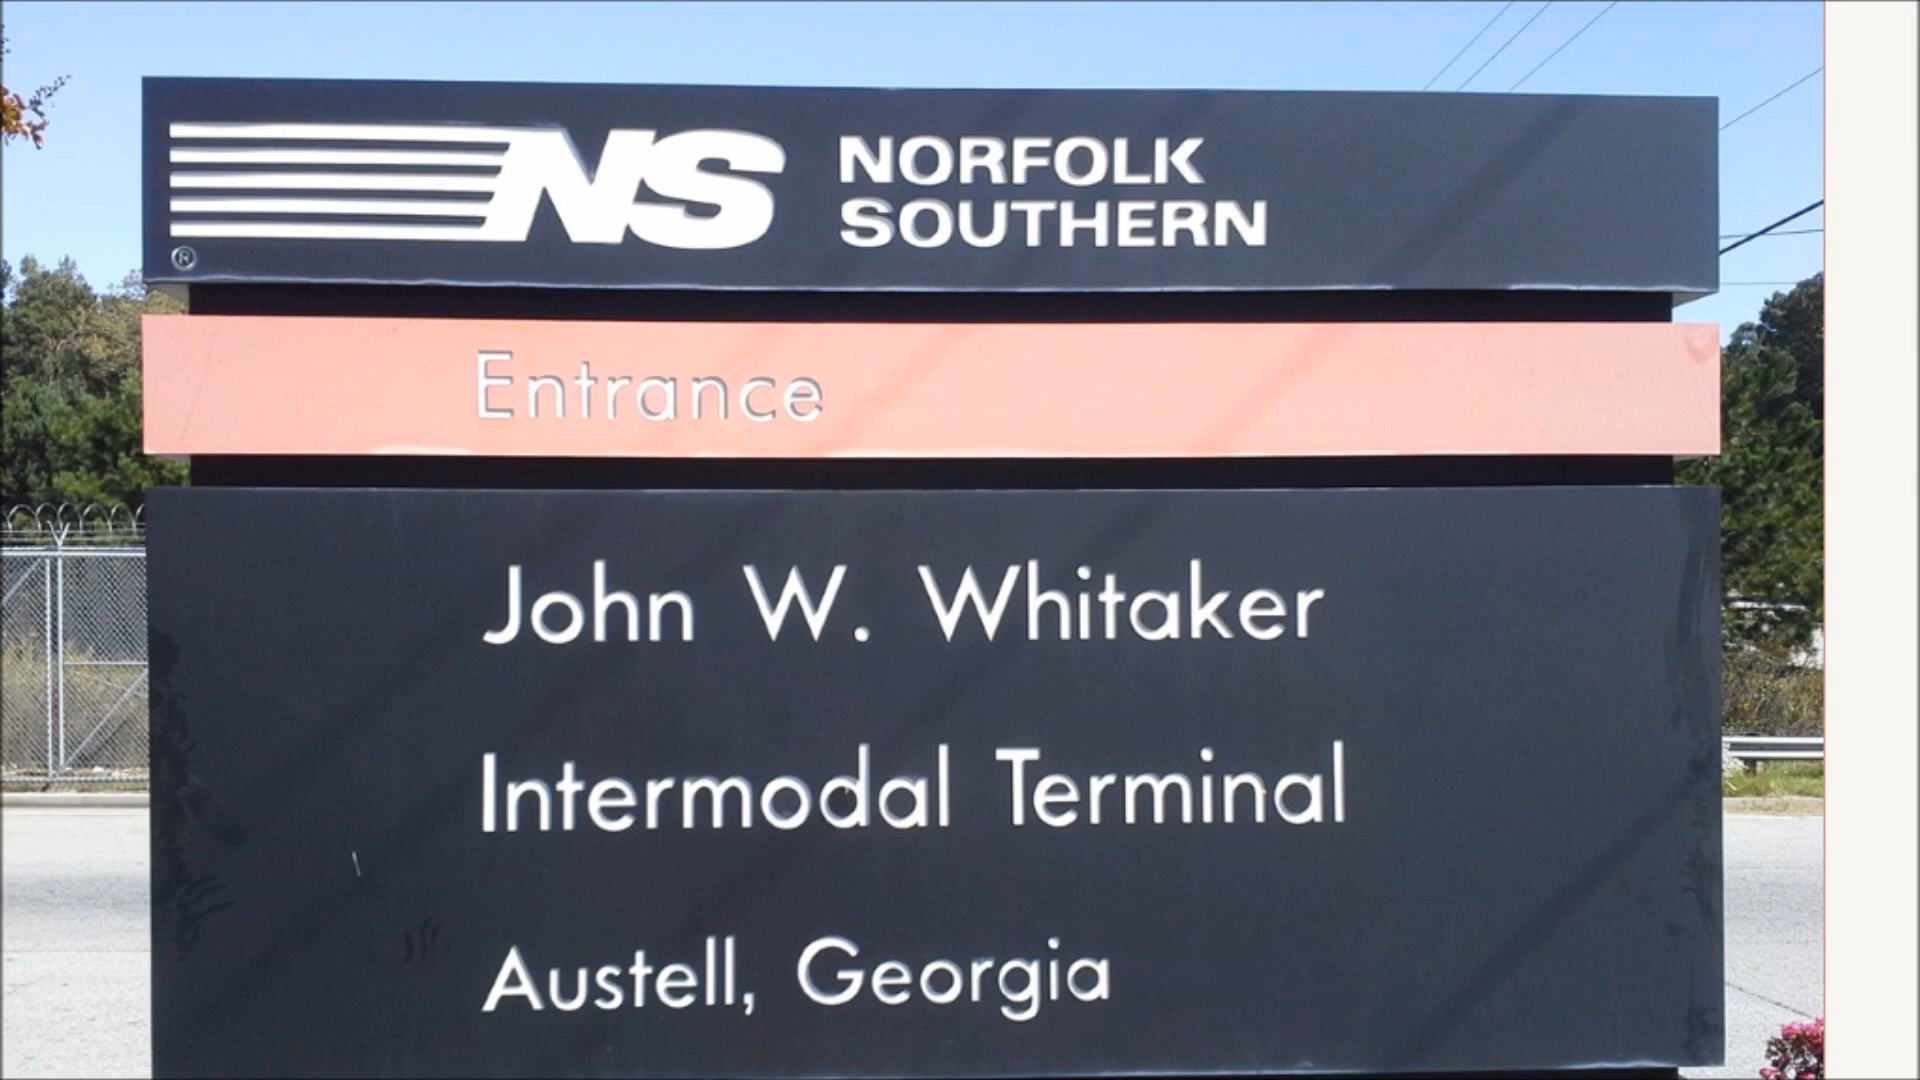 NS NORFOLK
SOUTHERN
®
Entrance
John W. Whitaker
Intermodal Terminal
Austell, Georgia